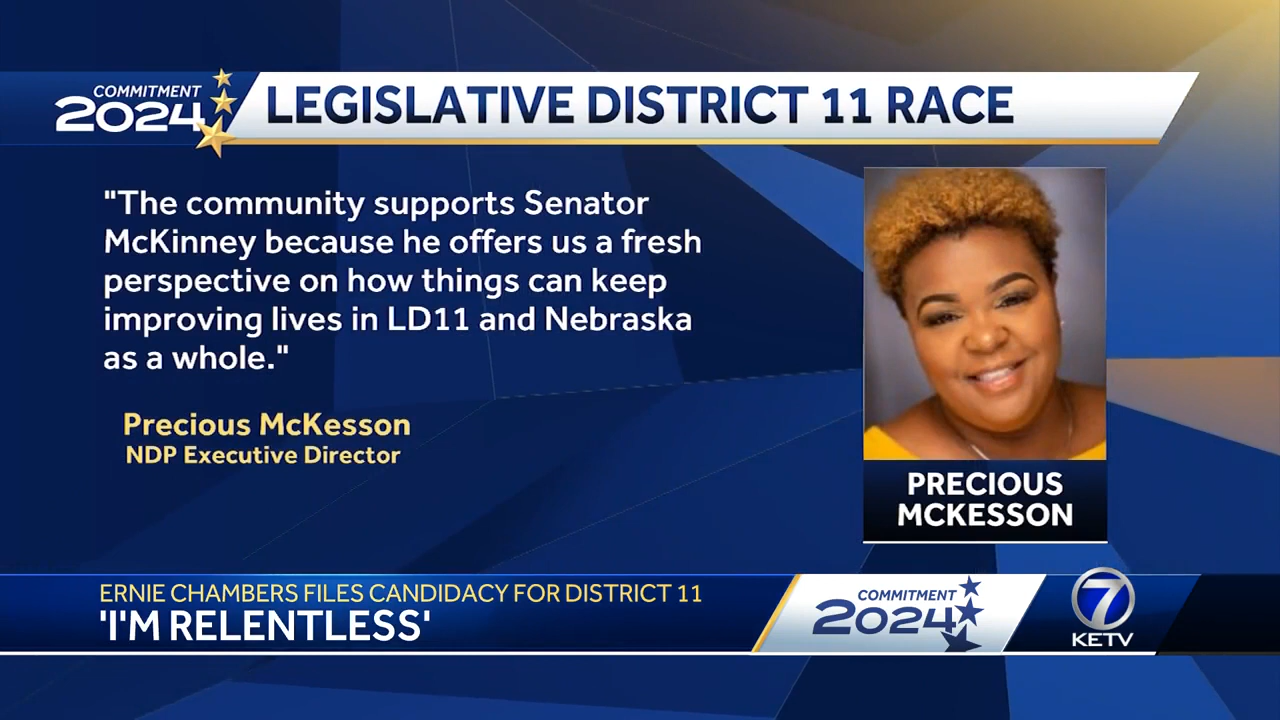 COMMITMENT
2024
LEGISLATIVE DISTRICT 11 RACE
"The community supports Senator
McKinney because he offers us a fresh
perspective on how things can keep
improving lives in LD11 and Nebraska
as a whole."
Precious McKesson
NDP Executive Director
PRECIOUS
MCKESSON
ERNIE CHAMBERS FILES CANDIDACY FOR DISTRICT 11
'I'M RELENTLESS'
COMMITMENT
2024
7
KETV